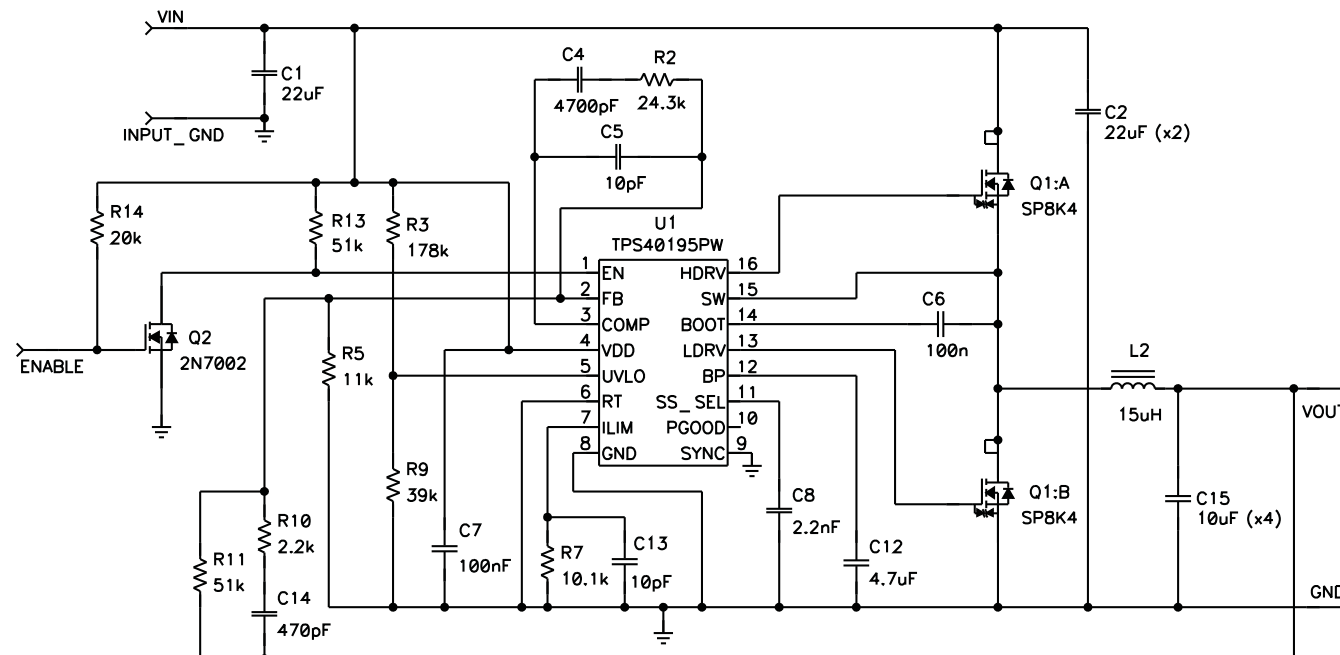 VIN
C1
22uF
INPUT_GND
C4
4700pF
R2
24.3k
C5
10pF
C2
22uF (x2)
R14
20k
R13
51k
R3
178k
U1
TPS40195PW
Q1:A
SP8K4
1 EN
2 FB
3 COMP
4 VDD
5 UVLO
6 RT
7 ILIM
8 GND
HDRV 16
SW 15
BOOT 14
LDRV 13
BP 12
SS_SEL 11
PGOOD 10
SYNC 9
C6
100n
Q2
2N7002
ENABLE
R5
11k
L2
15uH
VOUT
R9
39k
C7
100nF
R7
10.1k
C13
10pF
C8
2.2nF
C12
4.7uF
Q1:B
SP8K4
C15
10uF (x4)
R10
2.2k
R11
51k
C14
470pF
GND